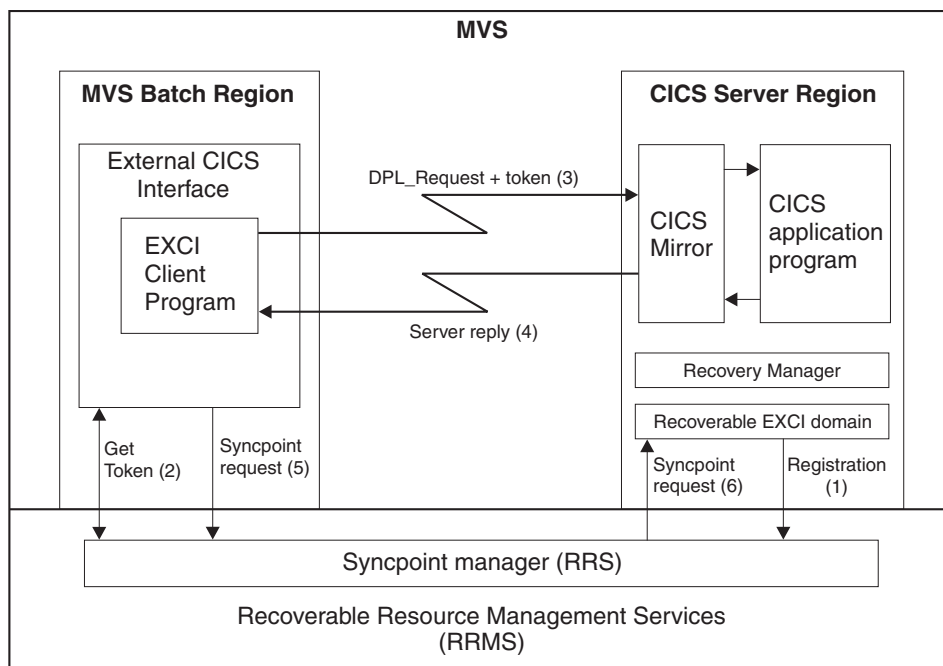 MVS
MVS Batch Region
External CICS
Interface
EXCI
Client
Program
DPL_Request + token (3)
Server reply (4)
CICS Server Region
CICS
Mirror
CICS
application
program
Recovery Manager
Recoverable EXCI domain
Get
Token (2)
Syncpoint
request (5)
Syncpoint
request (6)
Registration
(1)
Syncpoint manager (RRS)
Recoverable Resource Management Services
(RRMS)